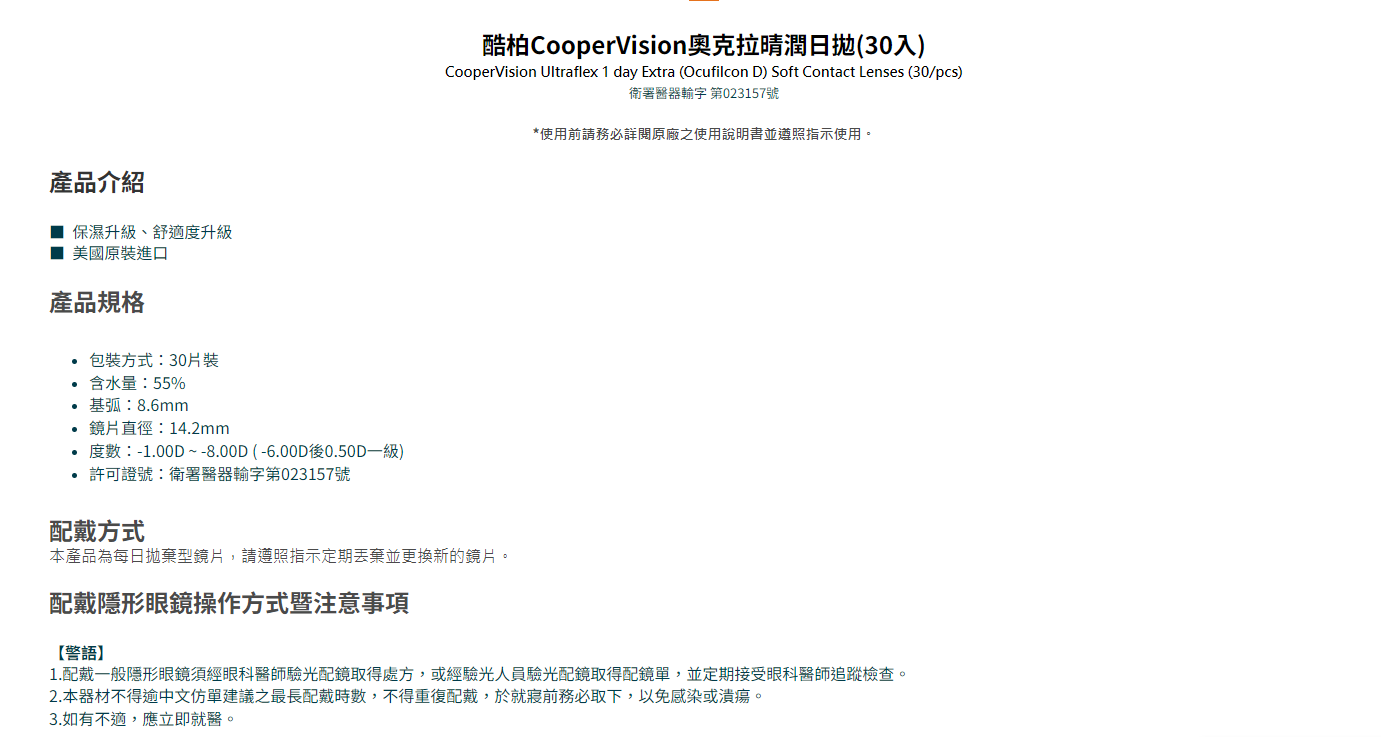 酷柏CooperVision奧克拉晴潤日拋(30入)
CooperVision Ultraflex 1 day Extra (Ocufilcon D) Soft Contact Lenses (30/pcs)
衛署醫器輸字 第023157號
*使用前請務必詳閱原廠之使用說明書並遵照指示使用。
產品介紹
■ 保濕升級、舒適度升級
■ 美國原裝進口
產品規格
• 包裝方式：30片裝
• 含水量：55%
• 基弧：8.6mm
• 鏡片直徑：14.2mm
• 度數：-1.00D ~ -8.00D ( -6.00D後0.50D一級)
• 許可證號：衛署醫器輸字第023157號
配戴方式
本產品為每日拋棄型鏡片，請遵照指示定期丟棄並更換新的鏡片。
配戴隱形眼鏡操作方式暨注意事項
【警語】
1.配戴一般隱形眼鏡須經眼科醫師驗光配鏡取得處方，或經驗光人員驗光配鏡取得配鏡單，並定期接受眼科醫師追蹤檢查。
2.本器材不得逾中文仿單建議之最長配戴時數，不得重復配戴，於就寢前務必取下，以免感染或潰瘍。
3.如有不適，應立即就醫。